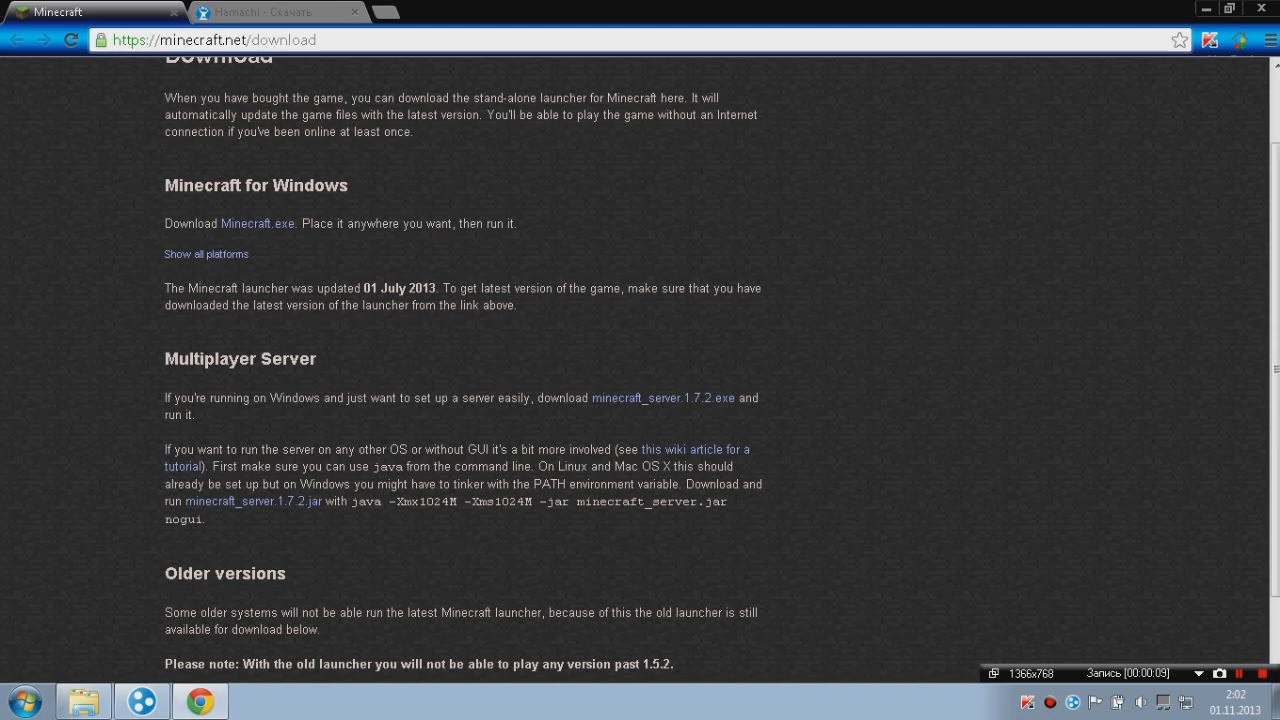 Minecraft
Hamachi - Скачать
https://minecraft.net/download
Download
When you have bought the game, you can download the stand-alone launcher for Minecraft here. It will
automatically update the game files with the latest version. You'll be able to play the game without an Internet
connection if you've been online at least once.
Minecraft for Windows
Download Minecraft.exe. Place it anywhere you want, then run it.
Show all platforms
The Minecraft launcher was updated 01 July 2013. To get latest version of the game, make sure that you have
downloaded the latest version of the launcher from the link above.
Multiplayer Server
If you're running on Windows and just want to set up a server easily, download minecraft_server.1.7.2.exe and
run it.
If you want to run the server on any other OS or without GUI it's a bit more involved (see this wiki article for a
tutorial). First make sure you can use java from the command line. On Linux and Mac OS X this should
already be set up but on Windows you might have to tinker with the PATH environment variable. Download and
run minecraft_server.1.7.2.jar with java -Xmx1024M -Xms1024M -jar minecraft_server.jar
nogui.
Older versions
Some older systems will not be able run the latest Minecraft launcher, because of this the old launcher is still
available for download below.
Please note: With the old launcher you will not be able to play any version past 1.5.2.
1366x768 Запись [00:00:09]
2:02
01.11.2013